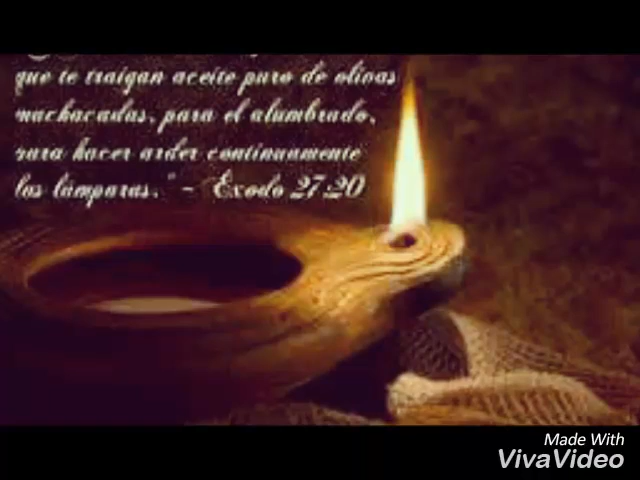 que te traigan aceite puro de olivas
machacadas, para el alumbrado,
para hacer arder continuamente
las lámparas." - Éxodo 27:20
Made With
VivaVideo